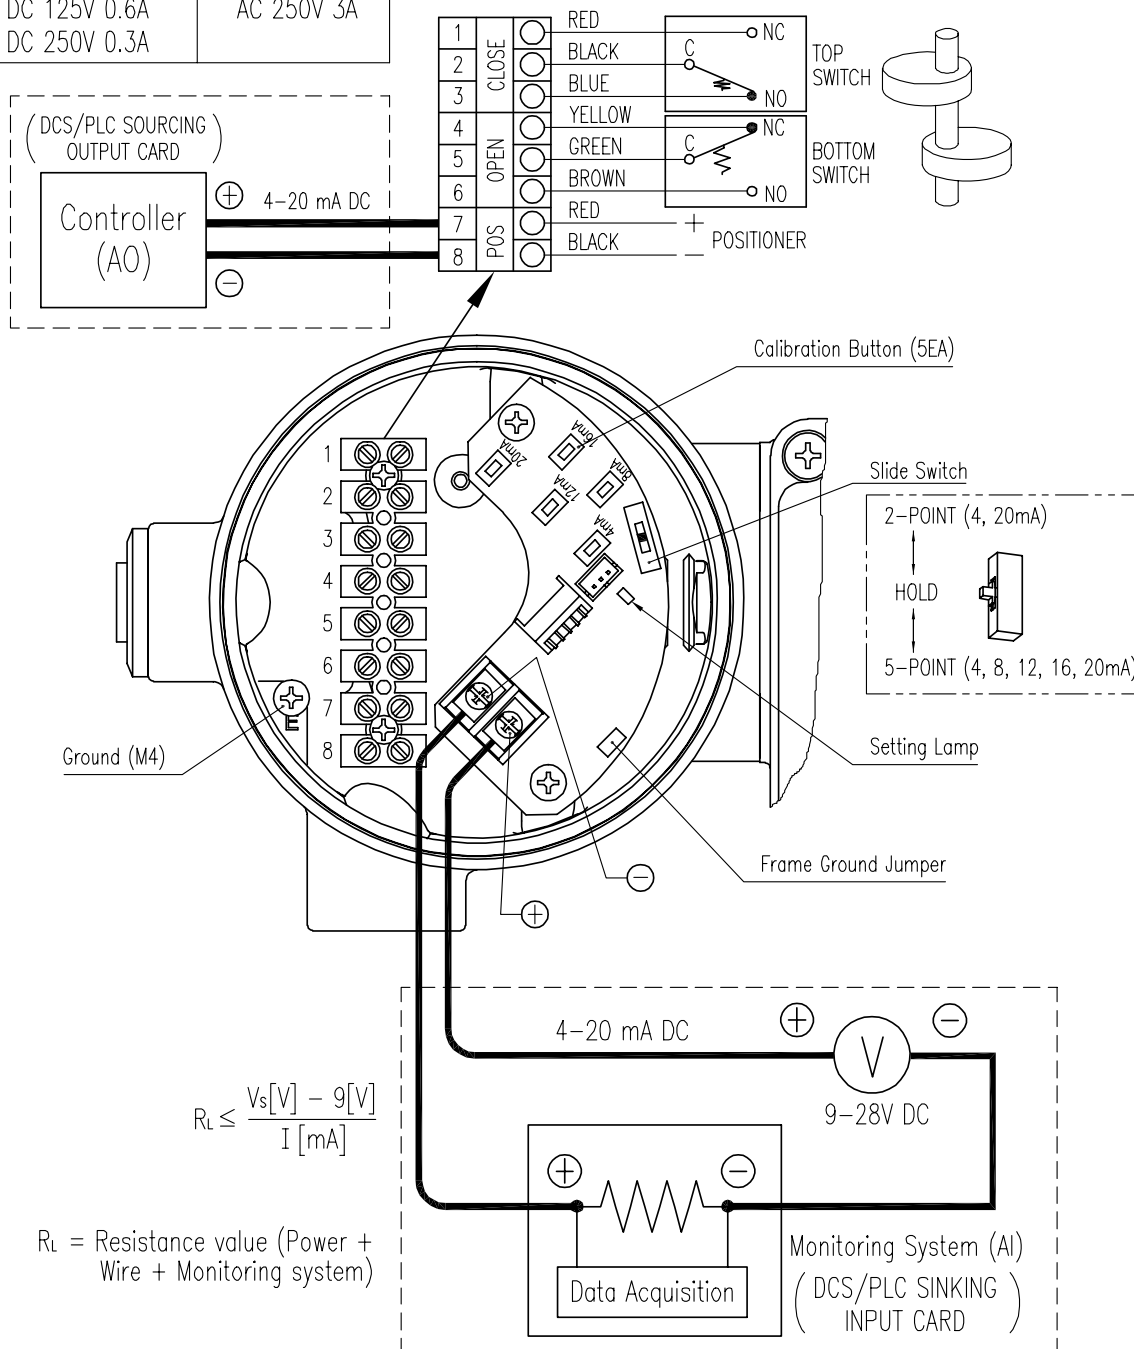 DC 125V 0.6A
AC 250V 3A
DC 250V 0.3A
(DCS/PLC SOURCING
OUTPUT CARD)
Controller
(AO)
⊕
4-20 mA DC
⊖
1
2
3
4
5
6
7
8
CLOSE
OPEN
POS
RED
BLACK
BLUE
YELLOW
GREEN
BROWN
RED
BLACK
NC
C
NO
TOP
SWITCH
NC
C
NO
BOTTOM
SWITCH
+
−
POSITIONER
Calibration Button (5EA)
Slide Switch
2-POINT (4, 20mA)
HOLD
5-POINT (4, 8, 12, 16, 20mA)
1
2
3
4
5
6
7
8
20mA
16mA
12mA
8mA
4mA
E
Ground (M4)
Setting Lamp
Frame Ground Jumper
⊖
⊕
4-20 mA DC
⊕
⊖
V
9-28V DC
RL ≤ Vs[V] - 9[V]
I [mA]
⊕
⊖
RL = Resistance value (Power +
Wire + Monitoring system)
Data Acquisition
Monitoring System (AI)
(DCS/PLC SINKING
INPUT CARD)